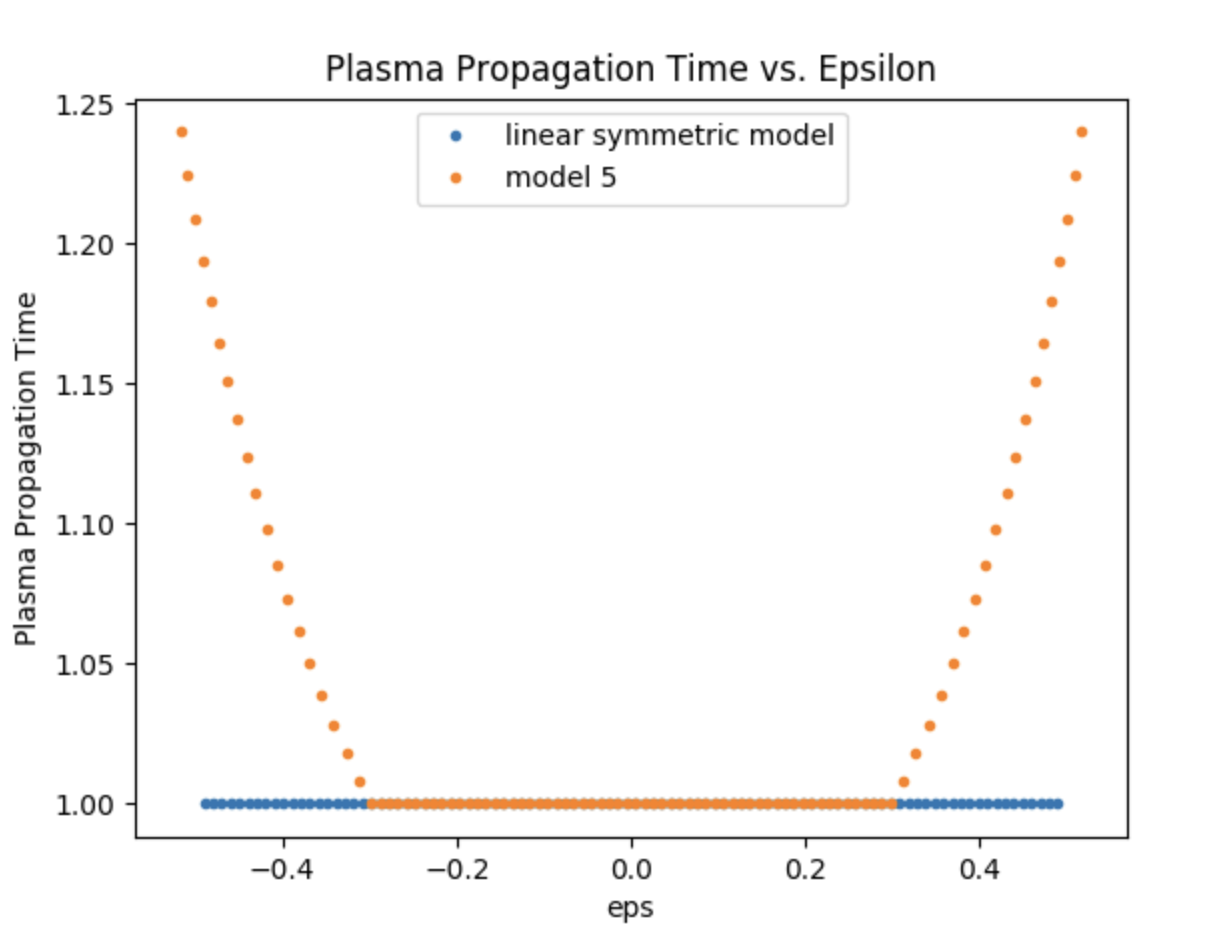 Plasma Propagation Time vs. Epsilon
linear symmetric model
model 5
Plasma Propagation Time
1.25
1.20
1.15
1.10
1.05
1.00
−0.4 −0.2 0.0 0.2 0.4
eps